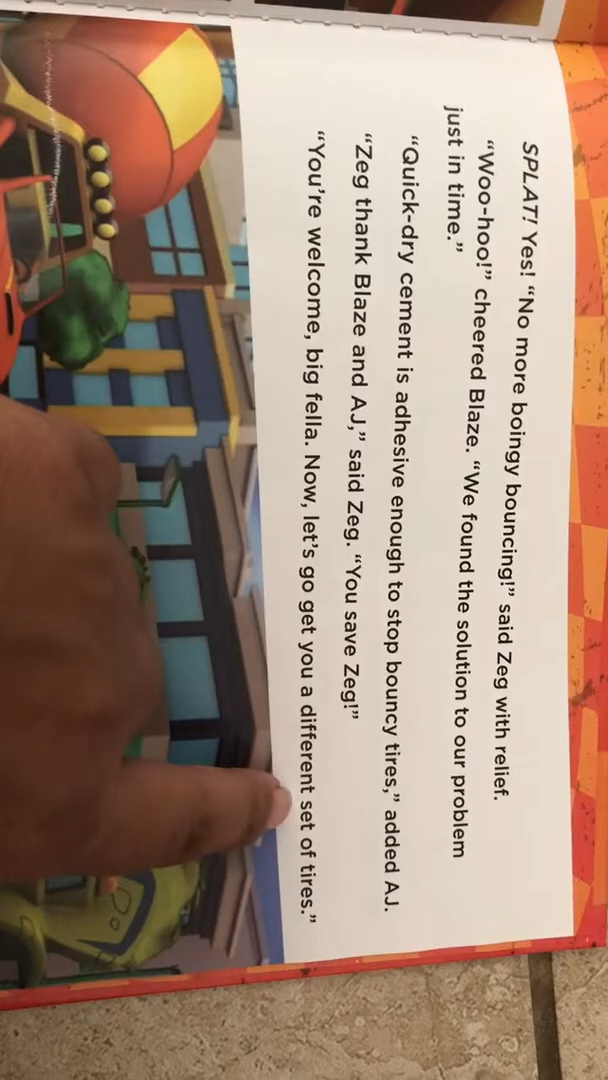 SPLAT! Yes! “No more boingy bouncing!” said Zeg with relief.
“Woo-hoo!” cheered Blaze. “We found the solution to our problem
just in time.”
“Quick-dry cement is adhesive enough to stop bouncy tires,” added AJ.
“Zeg thank Blaze and AJ,” said Zeg. “You save Zeg!”
“You’re welcome, big fella. Now, let’s go get you a different set of tires.”